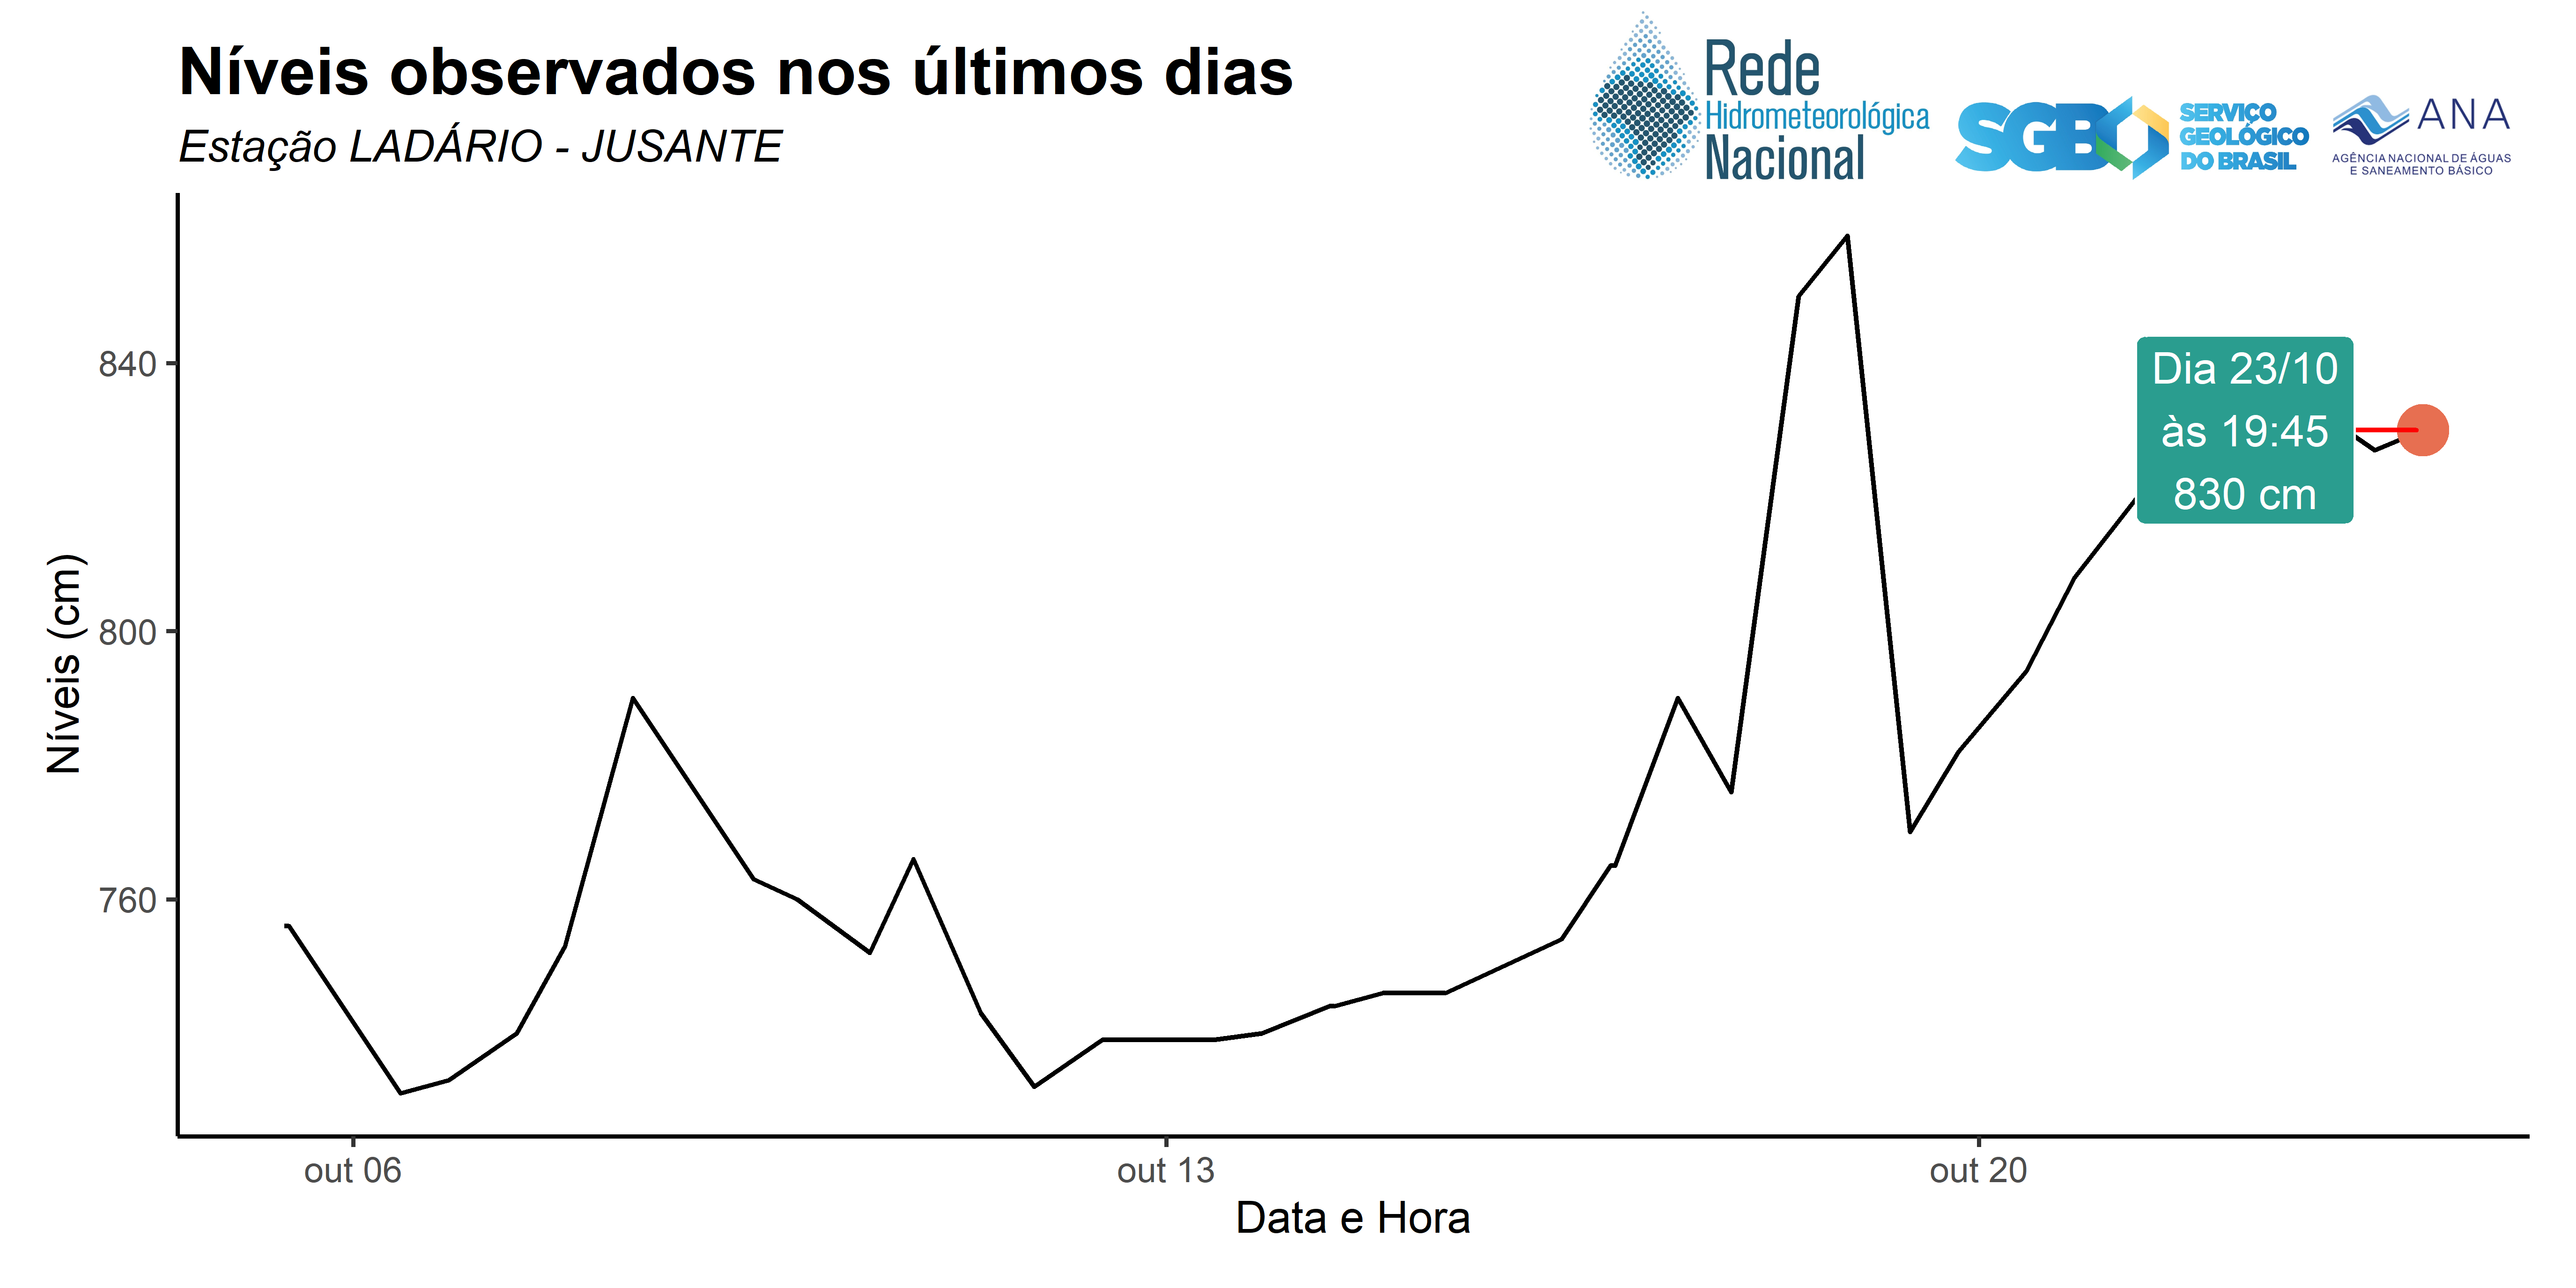 Níveis observados nos últimos dias
Estação LADÁRIO - JUSANTE
Rede
Hidrometeorológica
Nacional
SGB
SERVIÇO
GEOLÓGICO
DO BRASIL
ANA
AGÊNCIA NACIONAL DE ÁGUAS
E SANEAMENTO BÁSICO
Níveis (cm)
840
800
760
Dia 23/10
às 19:45
830 cm
out 06
out 13
out 20
Data e Hora